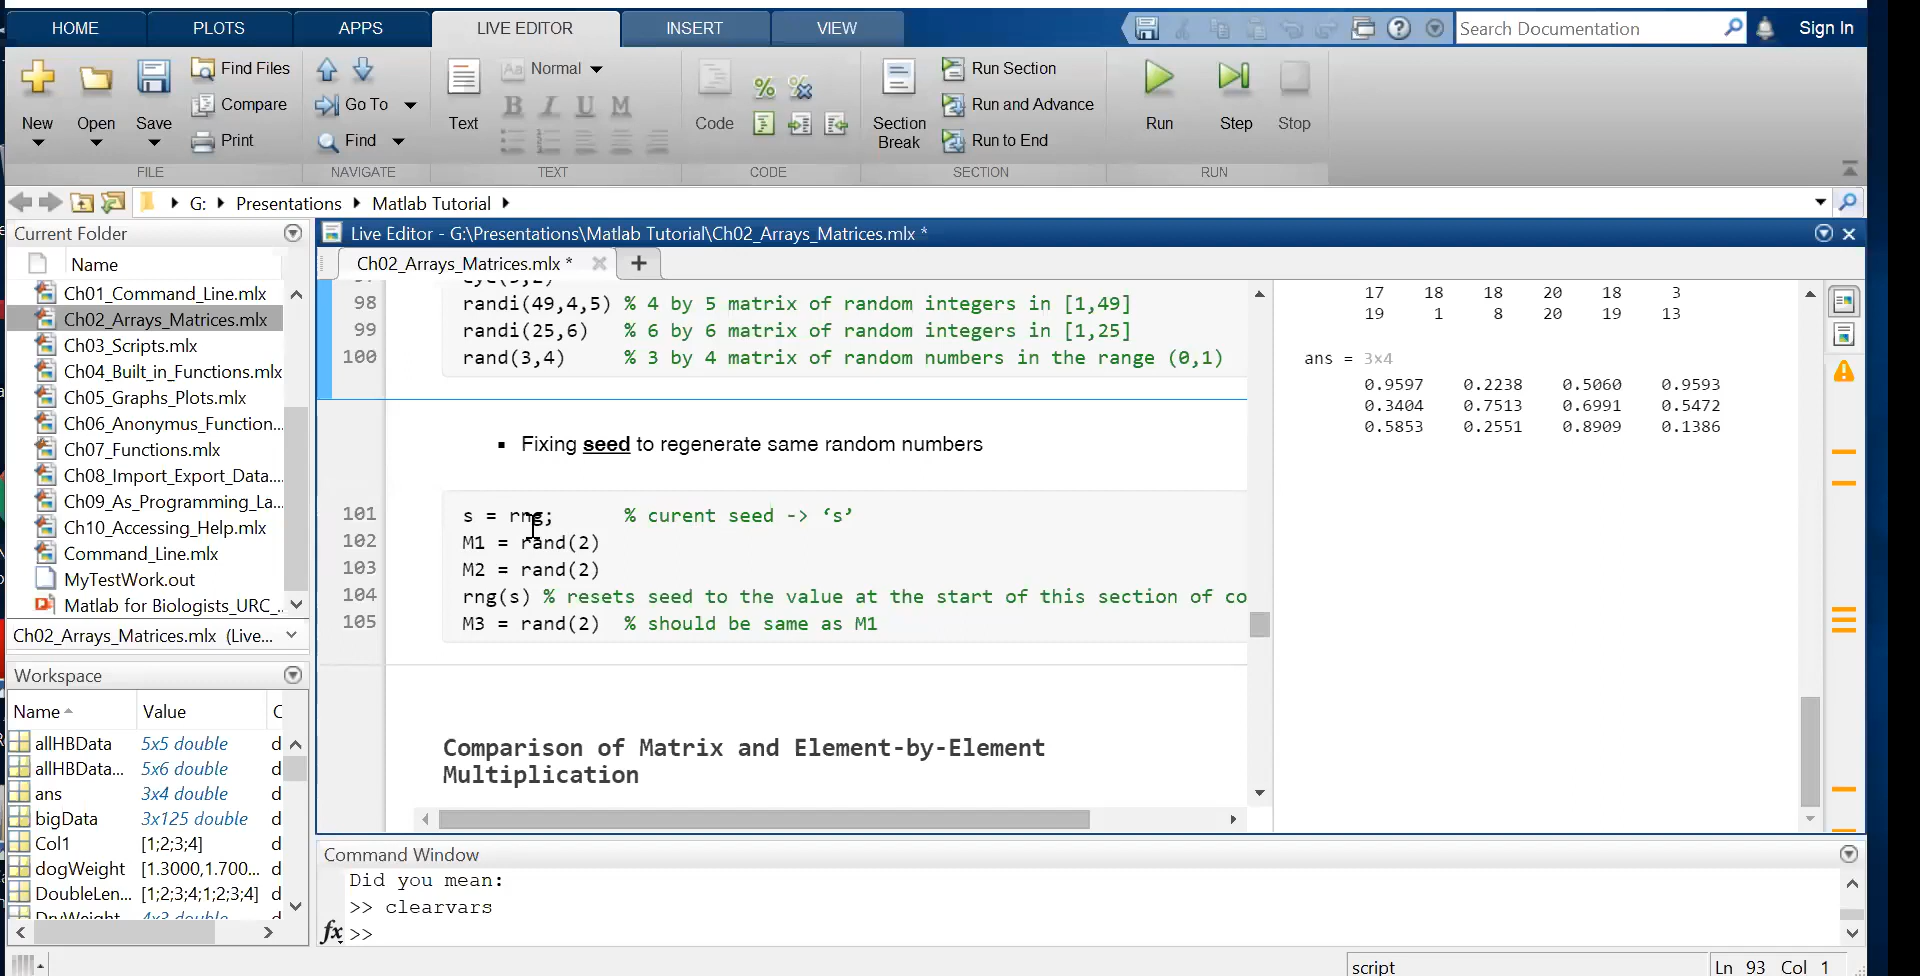 HOME PLOTS APPS LIVE EDITOR INSERT VIEW Search Documentation Sign In
New Open Save Find Files Compare Print
FILE
Go To Find
NAVIGATE
Text Aa Normal B I U M
TEXT
Code
CODE
Section Break Run Section Run and Advance Run to End
SECTION
Run Step Stop
RUN
G: Presentations Matlab Tutorial
Current Folder
Name
Ch01_Command_Line.mlx
Ch02_Arrays_Matrices.mlx
Ch03_Scripts.mlx
Ch04_Built_in_Functions.mlx
Ch05_Graphs_Plots.mlx
Ch06_Anonymus_Function...
Ch07_Functions.mlx
Ch08_Import_Export_Data....
Ch09_As_Programming_La...
Ch10_Accessing_Help.mlx
Command_Line.mlx
MyTestWork.out
Matlab for Biologists_URC_...
Ch02_Arrays_Matrices.mlx (Live...
Workspace
Name Value C
allHBData 5x5 double d
allHBData... 5x6 double d
ans 3x4 double d
bigData 3x125 double d
Col1 [1;2;3;4] d
dogWeight [1.3000,1.700... d
DoubleLen... [1;2;3;4;1;2;3;4] d
DryWeight 4x3 double d
Live Editor - G:\Presentations\Matlab Tutorial\Ch02_Arrays_Matrices.mlx *
Ch02_Arrays_Matrices.mlx *
98 randi(49,4,5) % 4 by 5 matrix of random integers in [1,49]
99 randi(25,6) % 6 by 6 matrix of random integers in [1,25]
100 rand(3,4) % 3 by 4 matrix of random numbers in the range (0,1)
▪ Fixing seed to regenerate same random numbers
101 s = rng; % curent seed -> ‘s’
102 M1 = rand(2)
103 M2 = rand(2)
104 rng(s) % resets seed to the value at the start of this section of co
105 M3 = rand(2) % should be same as M1
Comparison of Matrix and Element-by-Element
Multiplication
17 18 18 20 18 3
19 1 8 20 19 13
ans = 3×4
0.9597 0.2238 0.5060 0.9593
0.3404 0.7513 0.6991 0.5472
0.5853 0.2551 0.8909 0.1386
Command Window
Did you mean:
>> clearvars
fx >>
script Ln 93 Col 1